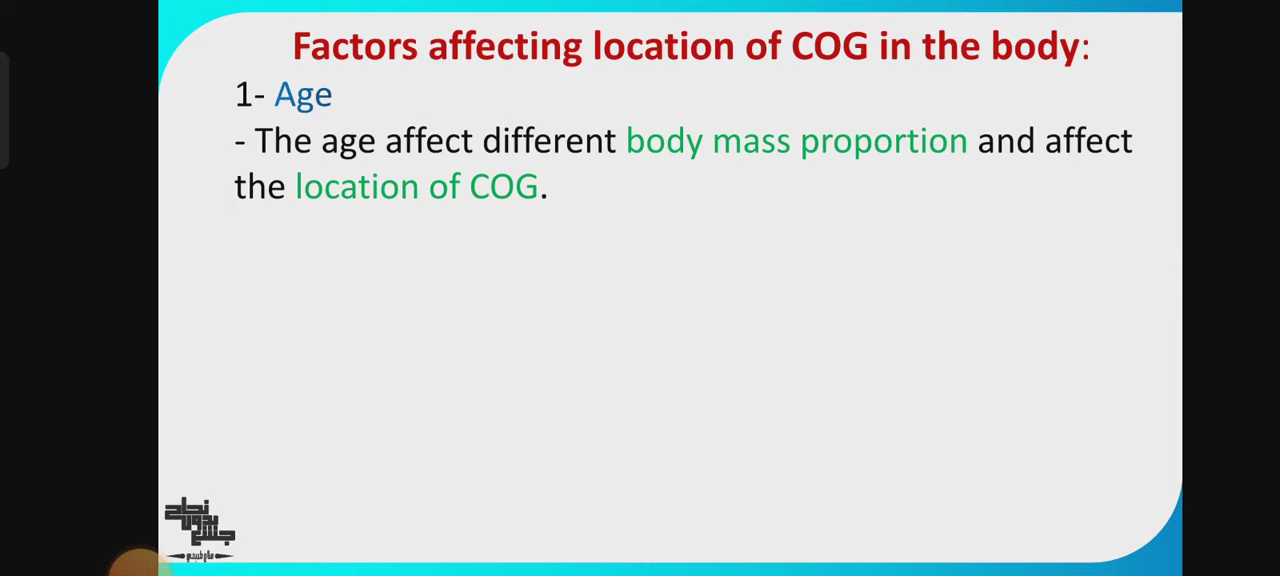 Factors affecting location of COG in the body:
1- Age
- The age affect different body mass proportion and affect
the location of COG.